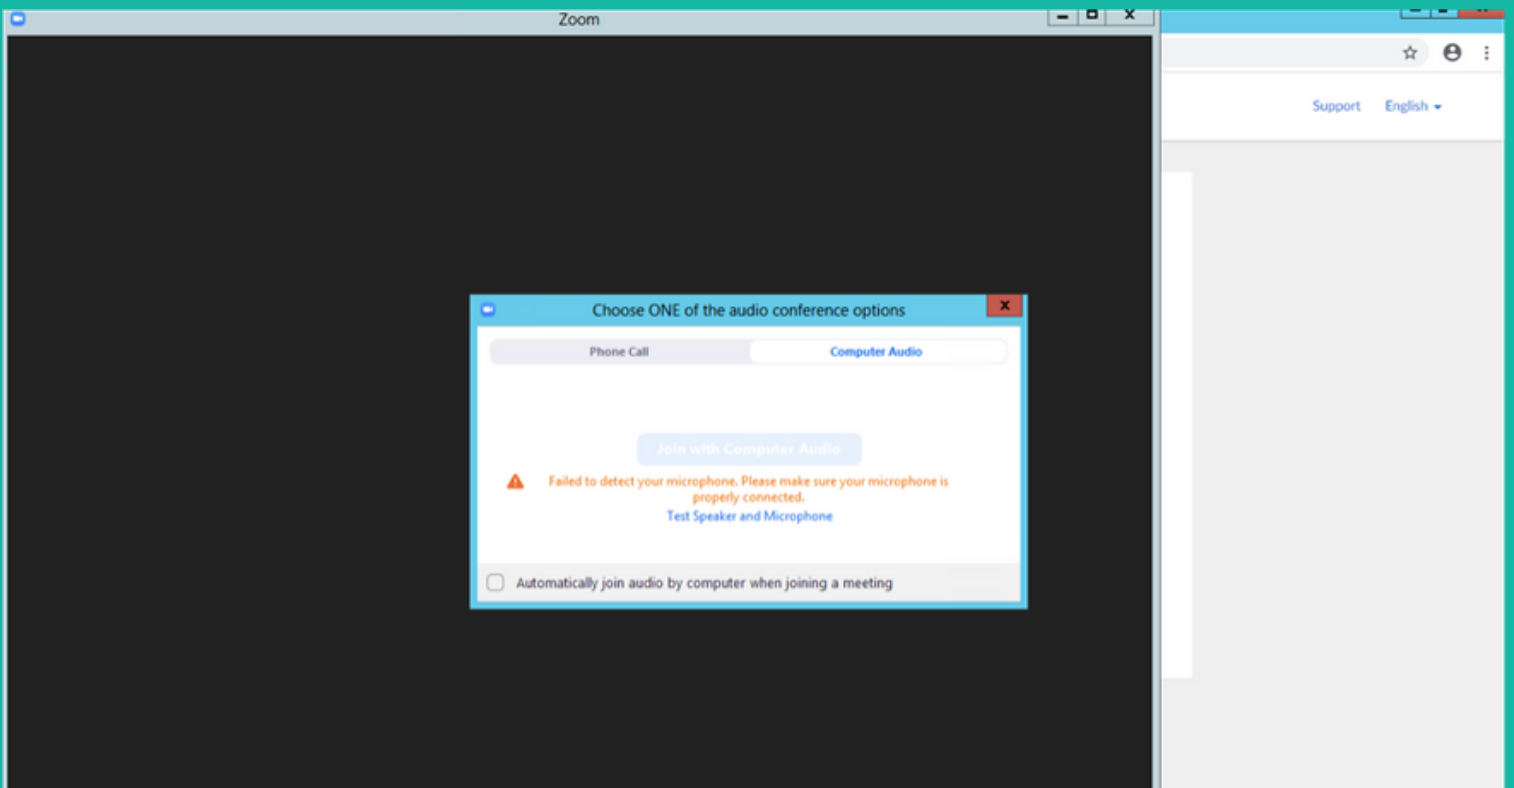 Zoom
Support English
Choose ONE of the audio conference options
Phone Call Computer Audio
Join with Computer Audio
Failed to detect your microphone. Please make sure your microphone is
properly connected.
Test Speaker and Microphone
Automatically join audio by computer when joining a meeting